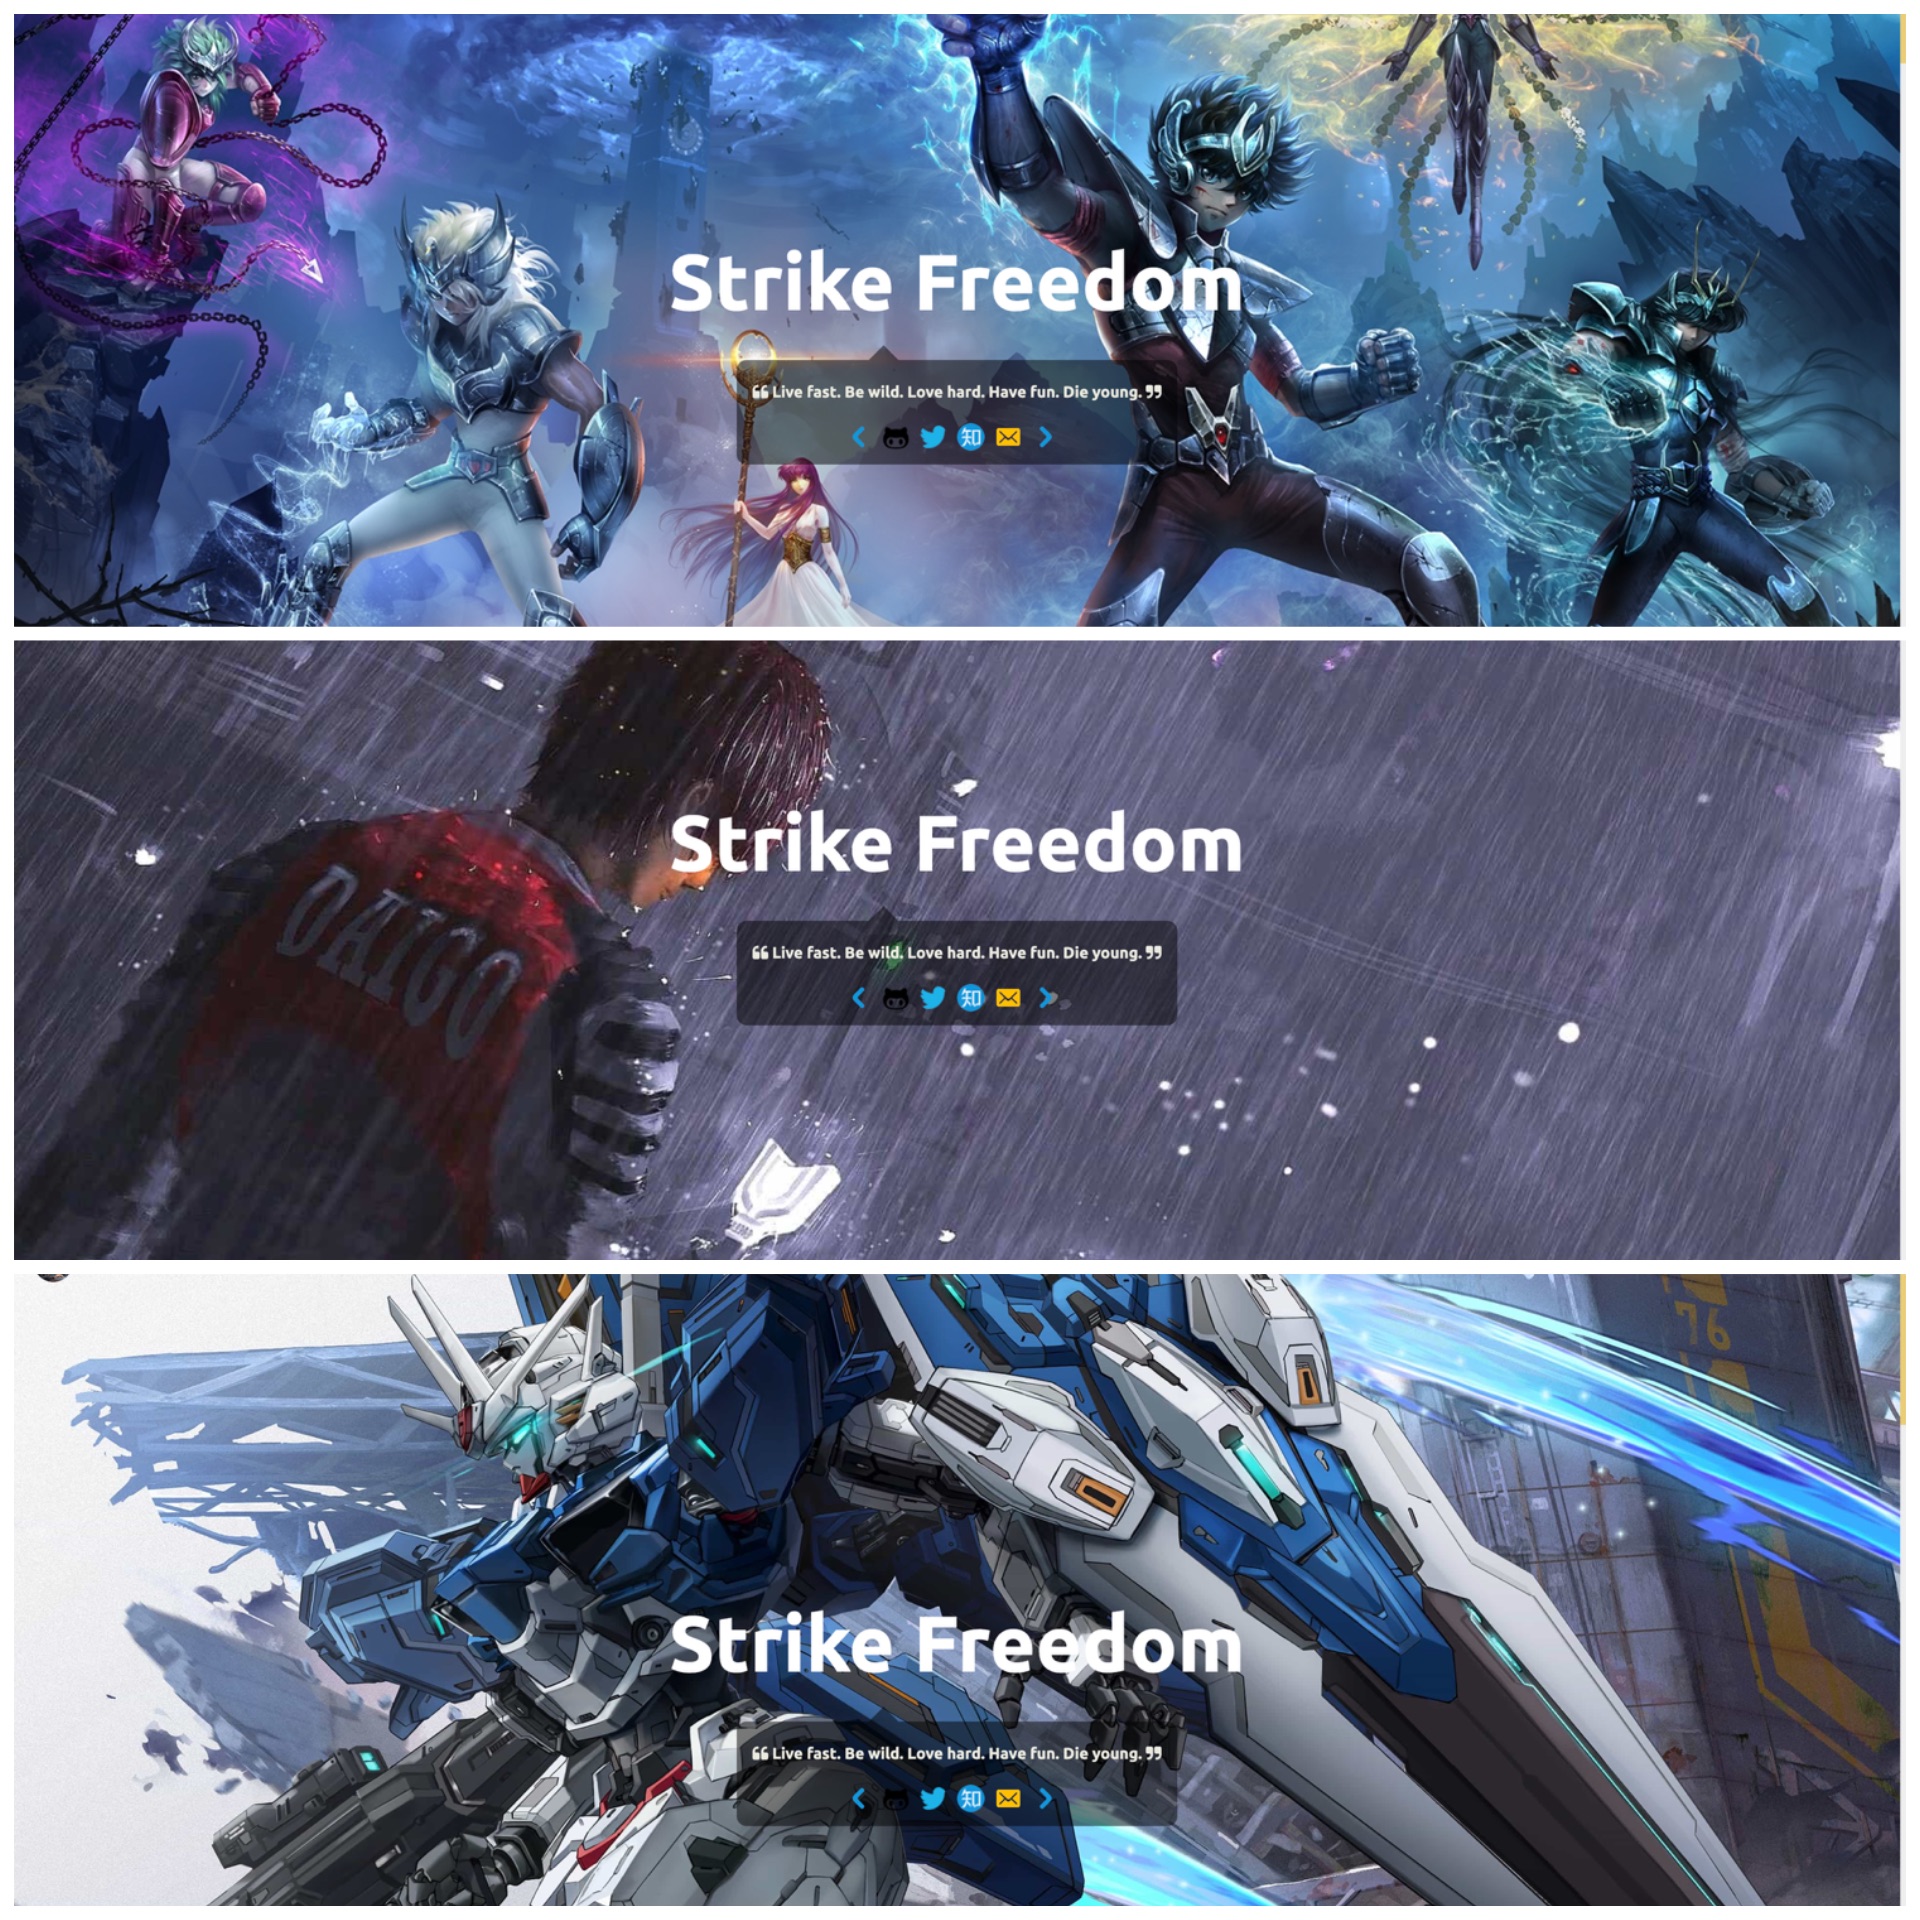 Strike Freedom
❝ Live fast. Be wild. Love hard. Have fun. Die young. ❞
知
DAIGO
Strike Freedom
❝ Live fast. Be wild. Love hard. Have fun. Die young. ❞
知
76
Strike Freedom
❝ Live fast. Be wild. Love hard. Have fun. Die young. ❞
知